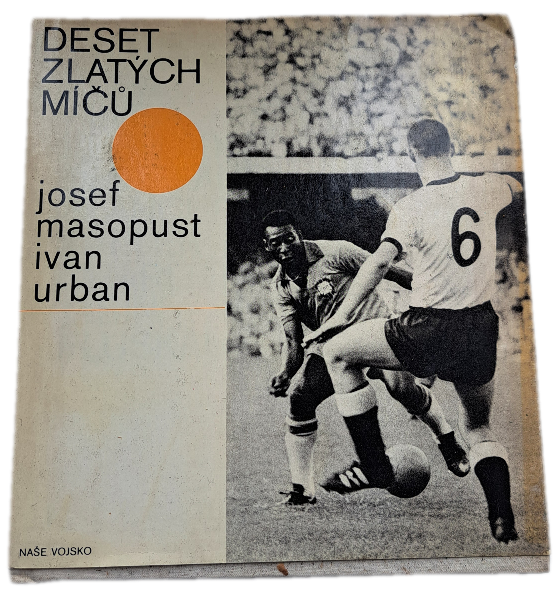 DESET
ZLATÝCH
MÍČŮ
josef
masopust
ivan
urban
6
NAŠE VOJSKO